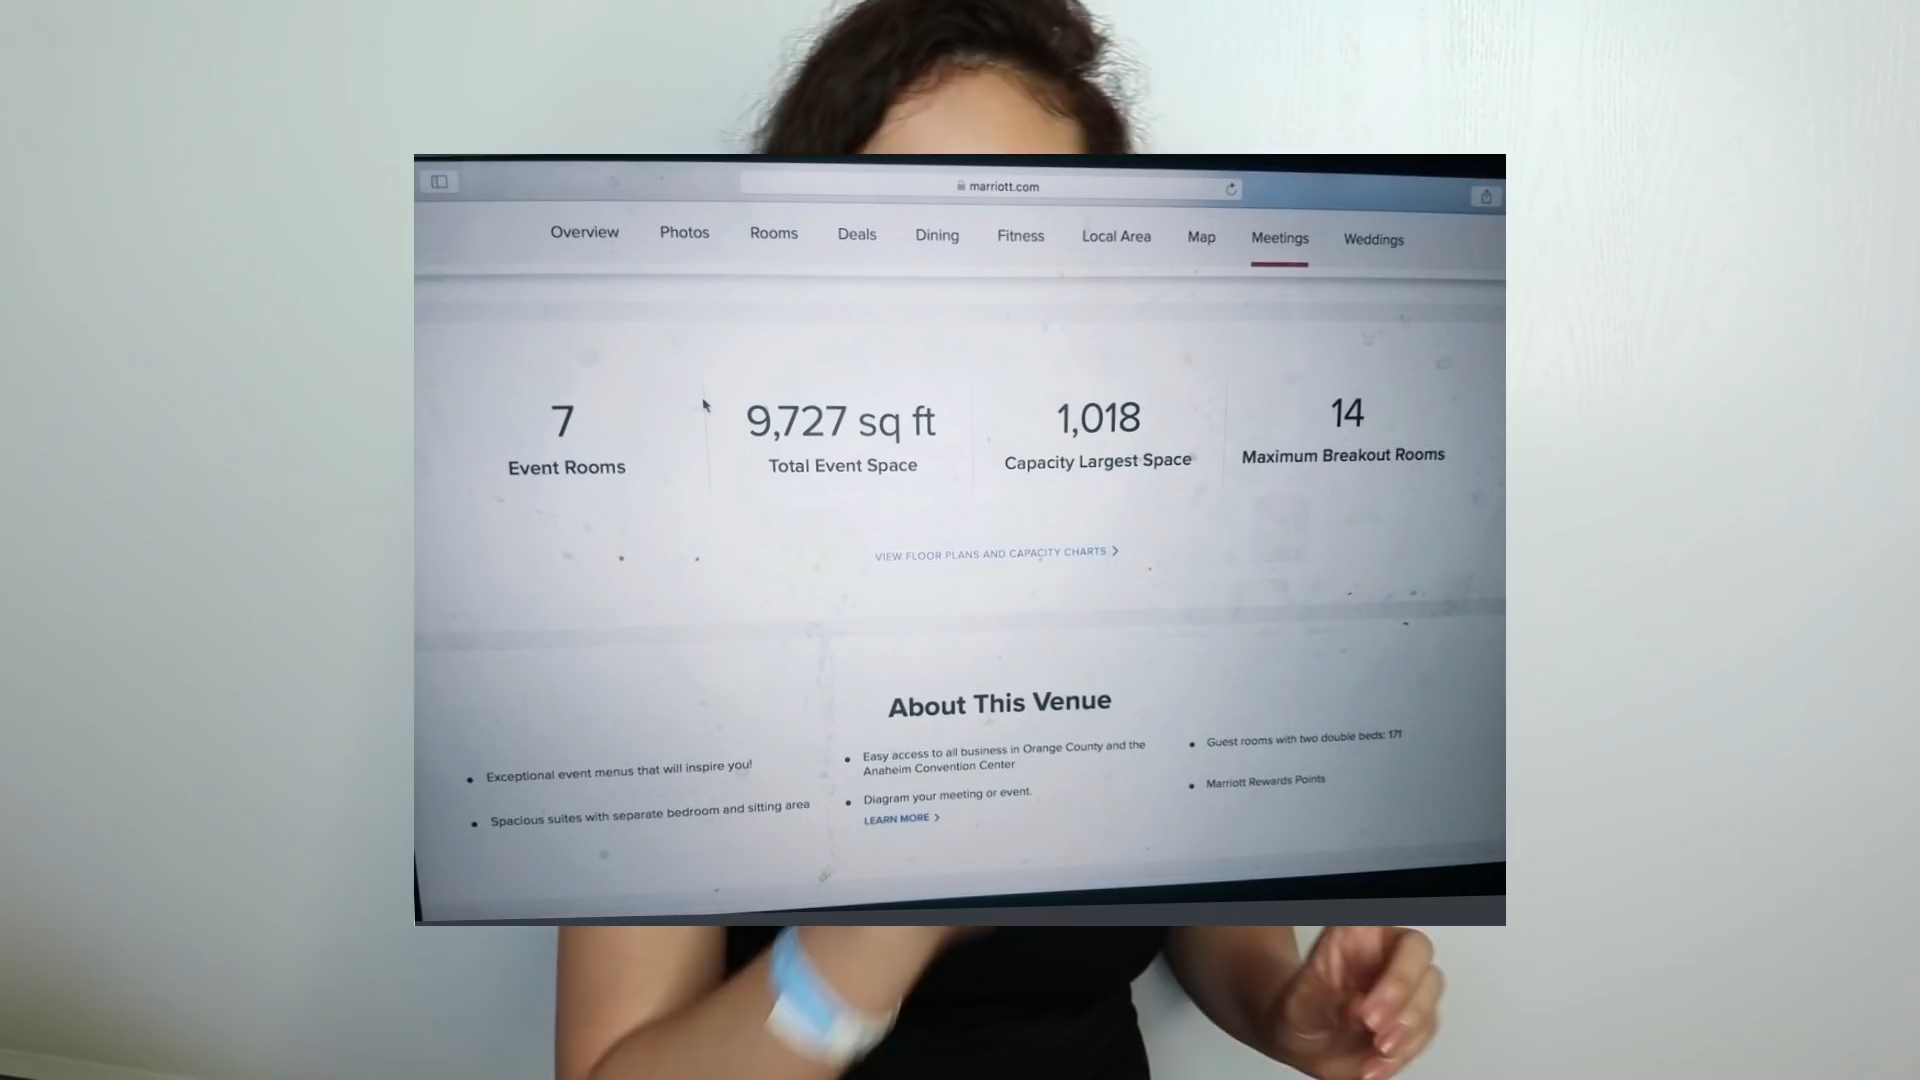 marriott.com
Overview Photos Rooms Deals Dining Fitness Local Area Map Meetings Weddings
7
Event Rooms
9,727 sq ft
Total Event Space
1,018
Capacity Largest Space
14
Maximum Breakout Rooms
VIEW FLOOR PLANS AND CAPACITY CHARTS >
About This Venue
• Exceptional event menus that will inspire you!
• Spacious suites with separate bedroom and sitting area
• Easy access to all business in Orange County and the
Anaheim Convention Center
• Diagram your meeting or event.
LEARN MORE >
• Guest rooms with two double beds: 171
• Marriott Rewards Points